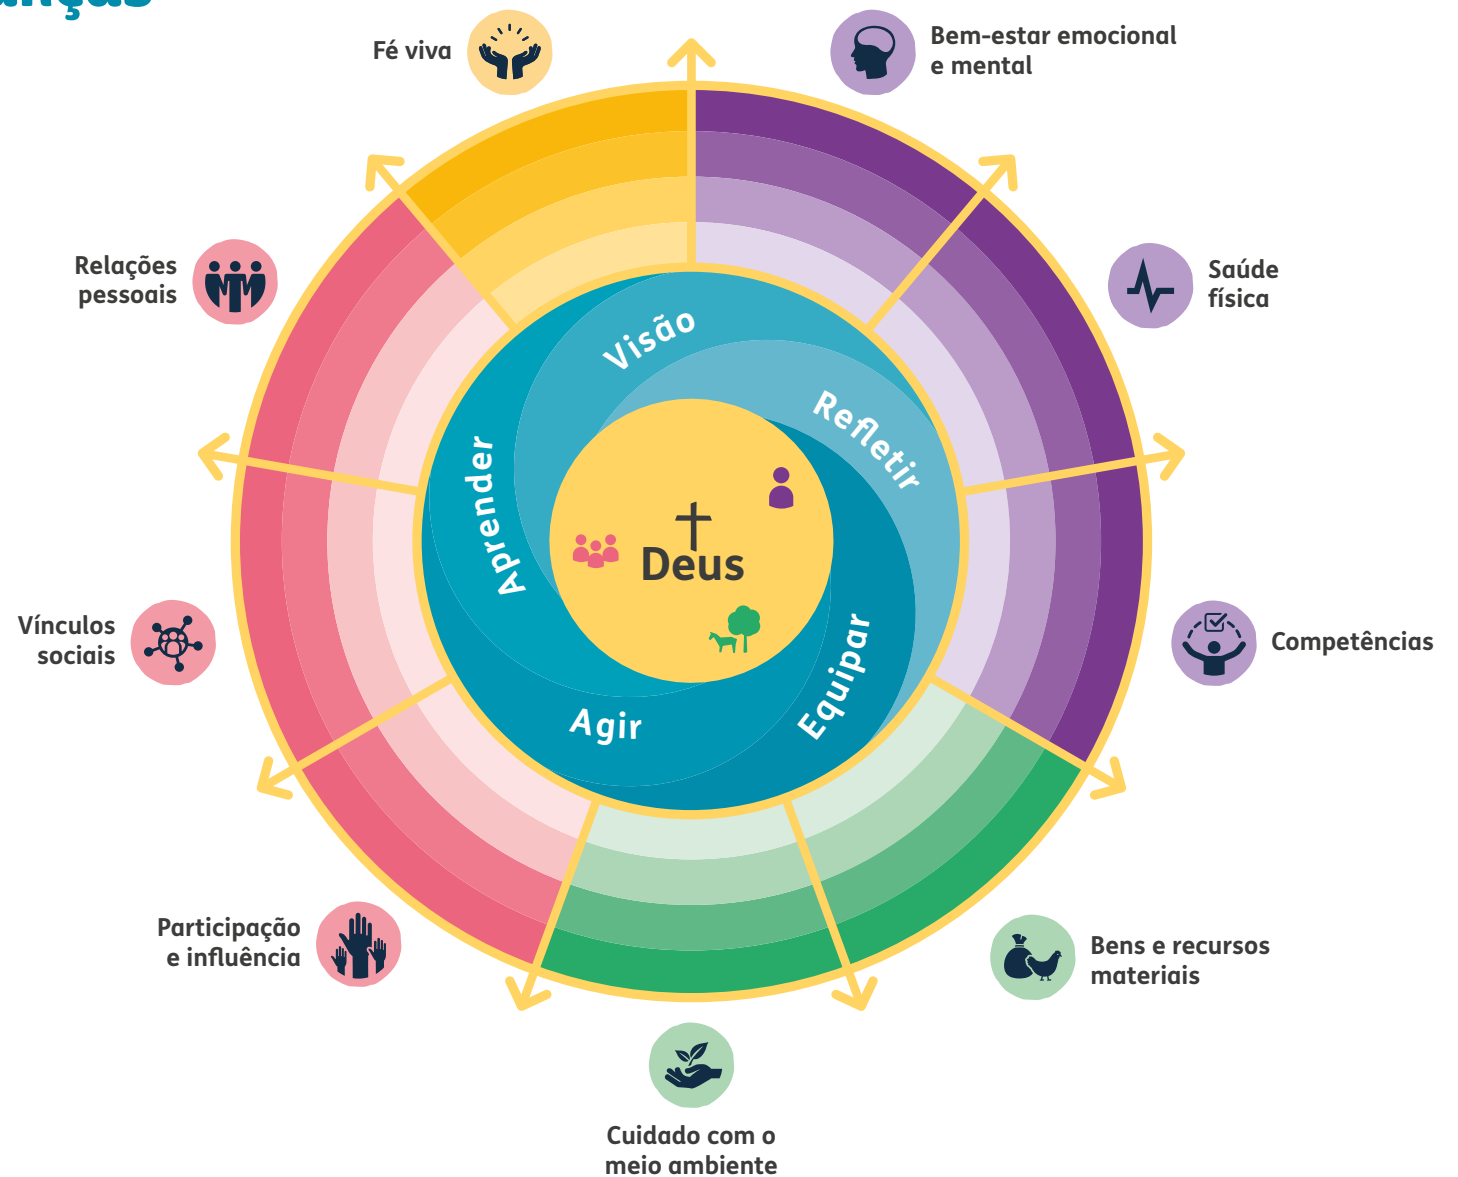 Fé viva
Bem-estar emocional
e mental
Relações
pessoais
Saúde
física
Visão
Refletir
Aprender
Deus
Equipar
Agir
Vínculos
sociais
Competências
Participação
e influência
Bens e recursos
materiais
Cuidado com o
meio ambiente